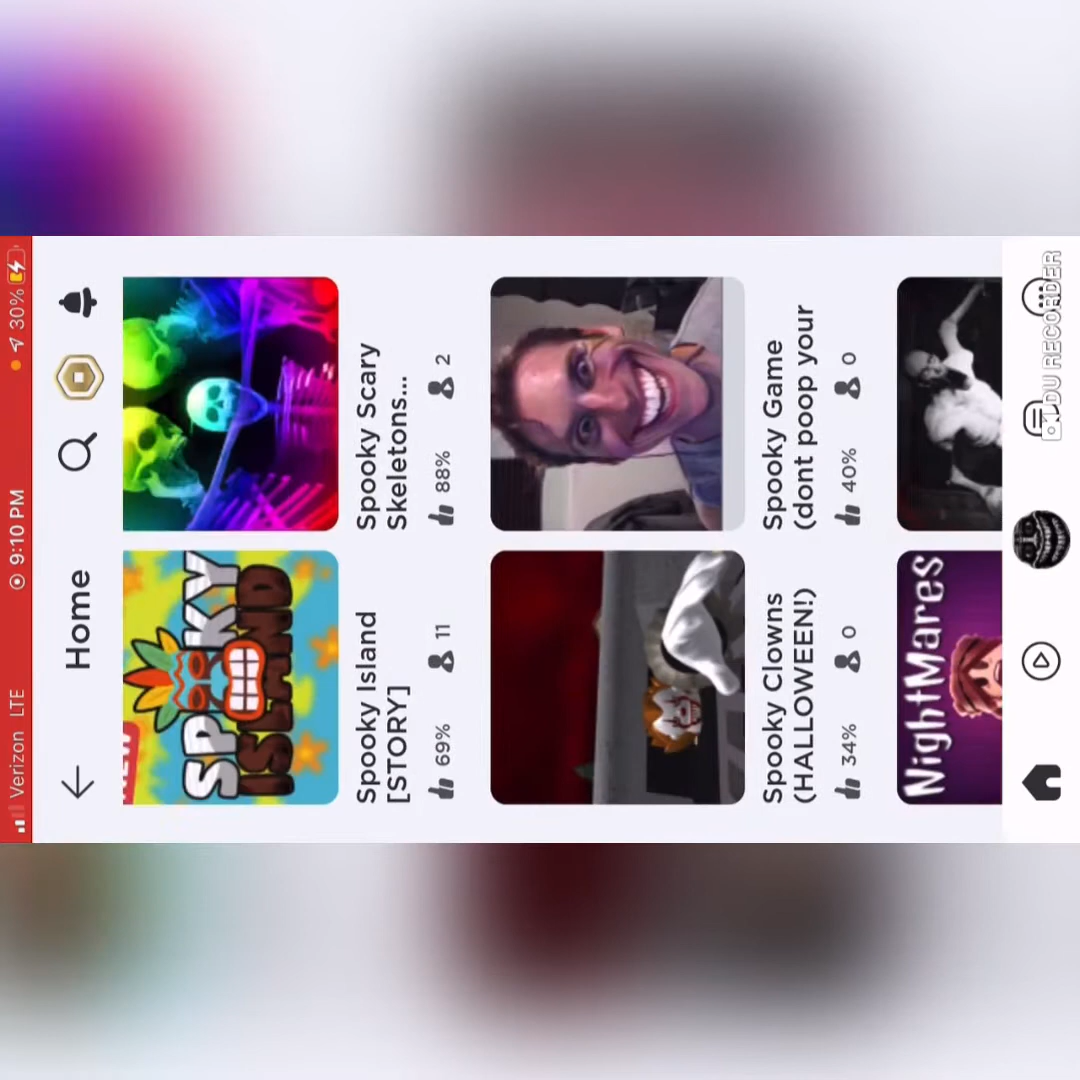 Verizon LTE
9:10 PM
30%
Home
NEW
SPOOKY
ISLAND
Spooky Island
[STORY]
69%
11
Spooky Scary
Skeletons...
88%
2
Spooky Clowns
(HALLOWEEN!)
34%
0
Spooky Game
(dont poop your
40%
0
NightMares
DU RECORDER